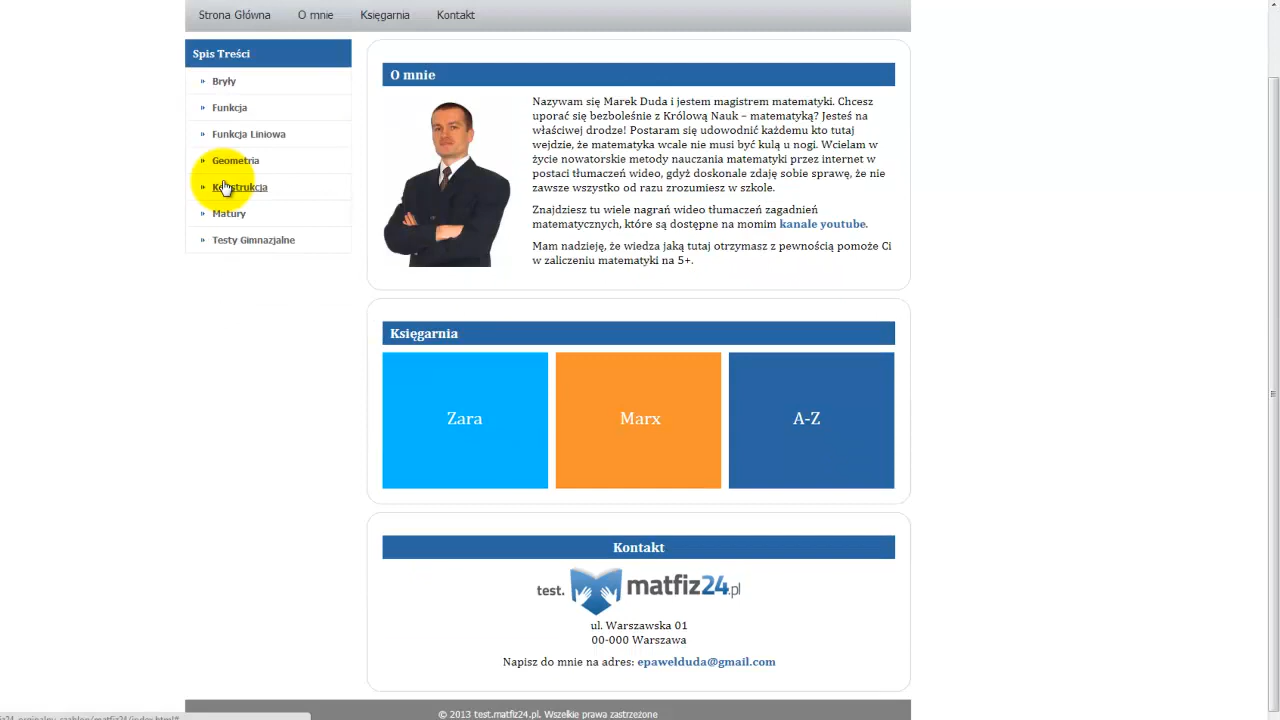 Strona Główna O mnie Księgarnia Kontakt
Spis Treści
Bryły
Funkcja
Funkcja Liniowa
Geometria
Konstrukcja
Matury
Testy Gimnazjalne
O mnie
Nazywam się Marek Duda i jestem magistrem matematyki. Chcesz
uporać się bezboleśnie z Królową Nauk – matematyką? Jesteś na
właściwej drodze! Postaram się udowodnić każdemu kto tutaj
wejdzie, że matematyka wcale nie musi być kulą u nogi. Wcielam w
życie nowatorskie metody nauczania matematyki przez internet w
postaci tłumaczeń wideo, gdyż doskonale zdaję sobie sprawę, że nie
zawsze wszystko od razu zrozumiesz w szkole.
Znajdziesz tu wiele nagrań wideo tłumaczeń zagadnień
matematycznych, które są dostępne na momim kanale youtube.
Mam nadzieję, że wiedza jaką tutaj otrzymasz z pewnością pomoże Ci
w zaliczeniu matematyki na 5+.
Księgarnia
Zara Marx A-Z
Kontakt
test. matfiz24.pl
ul. Warszawska 01
00-000 Warszawa
Napisz do mnie na adres: epawelduda@gmail.com
© 2013 test.matfiz24.pl. Wszelkie prawa zastrzeżone